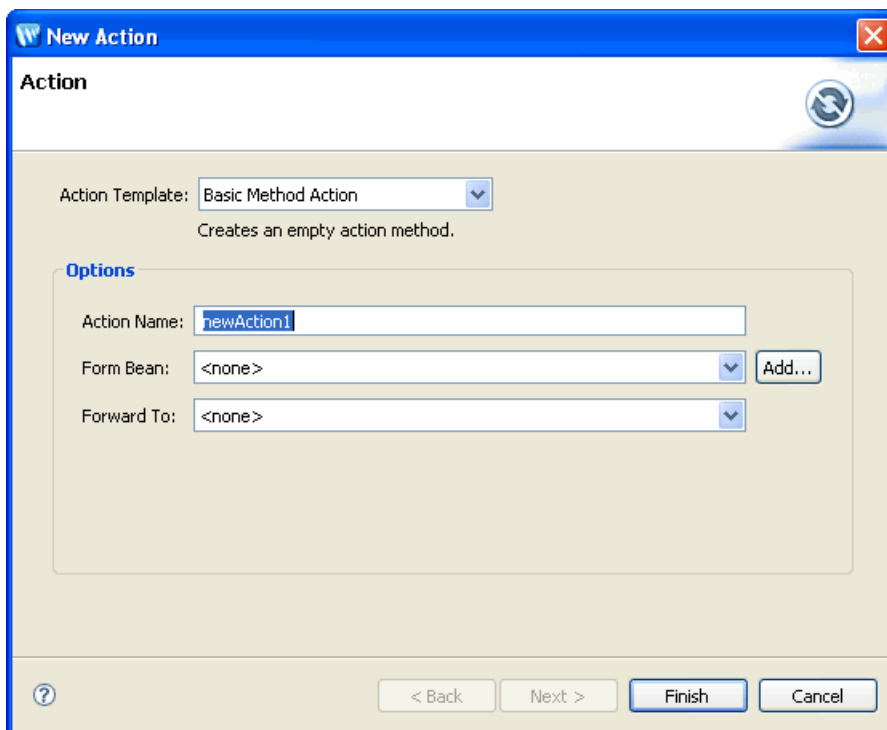 New Action
Action
Action Template: Basic Method Action
Creates an empty action method.
Options
Action Name: newAction1
Form Bean: <none> Add...
Forward To: <none>
? < Back Next > Finish Cancel